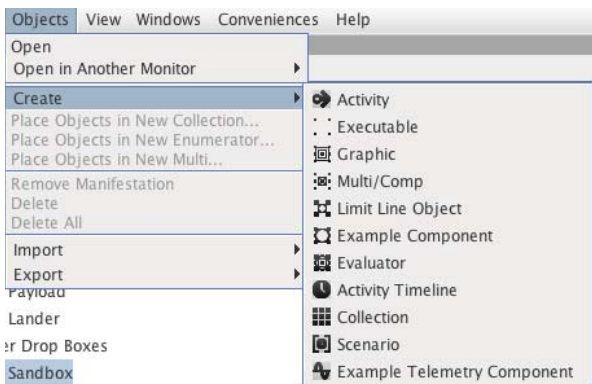 Objects View Windows Conveniences Help
Open
Open in Another Monitor
Create
Place Objects in New Collection...
Place Objects in New Enumerator...
Place Objects in New Multi...
Remove Manifestation
Delete
Delete All
Import
Export
Payload
Lander
er Drop Boxes
Sandbox
Activity
Executable
Graphic
Multi/Comp
Limit Line Object
Example Component
Evaluator
Activity Timeline
Collection
Scenario
Example Telemetry Component